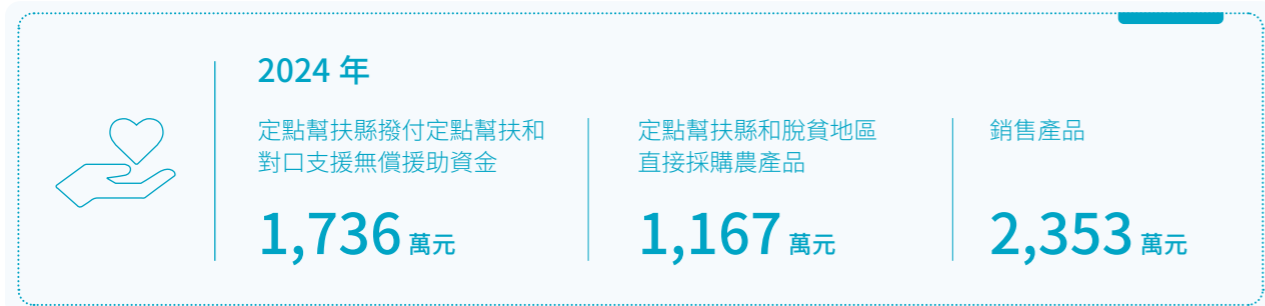 2024 年
定點幫扶縣撥付定點幫扶和
對口支援無償援助資金
1,736 萬元
定點幫扶縣和脫貧地區
直接採購農產品
1,167 萬元
銷售產品
2,353 萬元